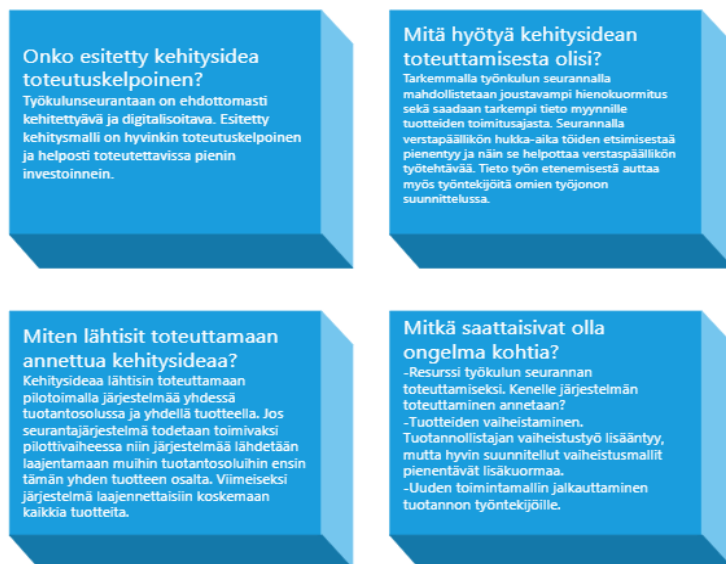 Onko esitetty kehitysidea
toteutuskelpoinen?
Työkulunseurantaan on ehdottomasti
kehitettyävä ja digitalisoitava. Esitetty
kehitysmalli on hyvinkin toteutuskelpoinen
ja helposti toteutettavissa pienin
investoinnein.
Mitä hyötyä kehitysidean
toteuttamisesta olisi?
Tarkemmalla työnkulun seurannalla
mahdollistetaan joustavampi hienokuormitus
sekä saadaan tarkempi tieto myynnille
tuotteiden toimitusajasta. Seurannalla
verstapäällikön hukka-aika töiden etsimisestää
pienentyy ja näin se helpottaa verstaspäällikön
työtehtävää. Tieto työn etenemisestä auttaa
myös työntekijöitä omien työjonon
suunnittelussa.
Miten lähtisit toteuttamaan
annettua kehitysideaa?
Kehitysideaa lähtisin toteuttamaan
pilotoimalla järjestelmää yhdessä
tuotantosolussa ja yhdellä tuotteella. Jos
seurantajärjestelmä todetaan toimivaksi
pilottivaiheessa niin järjestelmää lähdetään
laajentamaan muihin tuotantosoluihin ensin
tämän yhden tuotteen osalta. Viimeiseksi
järjestelmä laajennettaisiin koskemaan
kaikkia tuotteita.
Mitkä saattaisivat olla
ongelma kohtia?
-Resurssi työkulun seurannan
toteuttamiseksi. Kenelle järjestelmän
toteuttaminen annetaan?
-Tuotteiden vaiheistaminen.
Tuotannollistajan vaiheistustyö lisääntyy,
mutta hyvin suunnitellut vaiheistusmallit
pienentävät lisäkuormaa.
-Uuden toimintamallin jalkauttaminen
tuotannon työntekijöille.